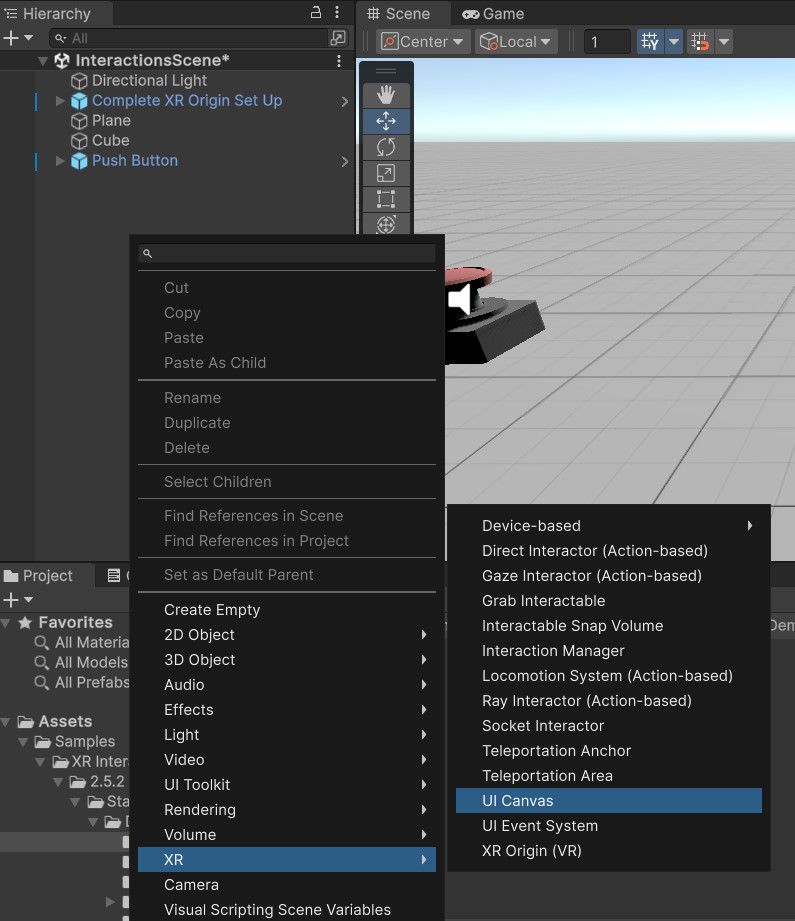 Hierarchy
All
InteractionsScene*
Directional Light
Complete XR Origin Set Up
Plane
Cube
Push Button
Scene
Game
Center
Local
1
Cut
Copy
Paste
Paste As Child
Rename
Duplicate
Delete
Select Children
Find References in Scene
Find References in Project
Set as Default Parent
Create Empty
2D Object
3D Object
Audio
Effects
Light
Video
UI Toolkit
Rendering
Volume
XR
Camera
Visual Scripting Scene Variables
Device-based
Direct Interactor (Action-based)
Gaze Interactor (Action-based)
Grab Interactable
Interactable Snap Volume
Interaction Manager
Locomotion System (Action-based)
Ray Interactor (Action-based)
Socket Interactor
Teleportation Anchor
Teleportation Area
UI Canvas
UI Event System
XR Origin (VR)
Project
Favorites
All Materia
All Models
All Prefabs
Assets
Samples
XR Inter
2.5.2
Sta
Dem